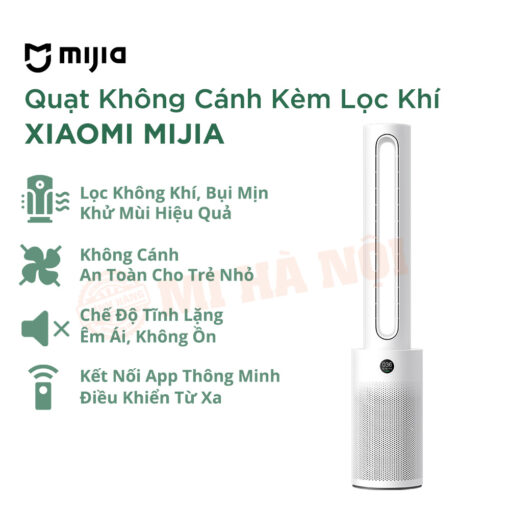 mijia
Quạt Không Cánh Kèm Lọc Khí
XIAOMI MIJIA
Lọc Không Khí, Bụi Mịn
Khử Mùi Hiệu Quả
Không Cánh
An Toàn Cho Trẻ Nhỏ
MI HÀ NỘI
Chế Độ Tĩnh Lặng
Êm Ái, Không Ồn
Kết Nối App Thông Minh
Điều Khiển Từ Xa
036